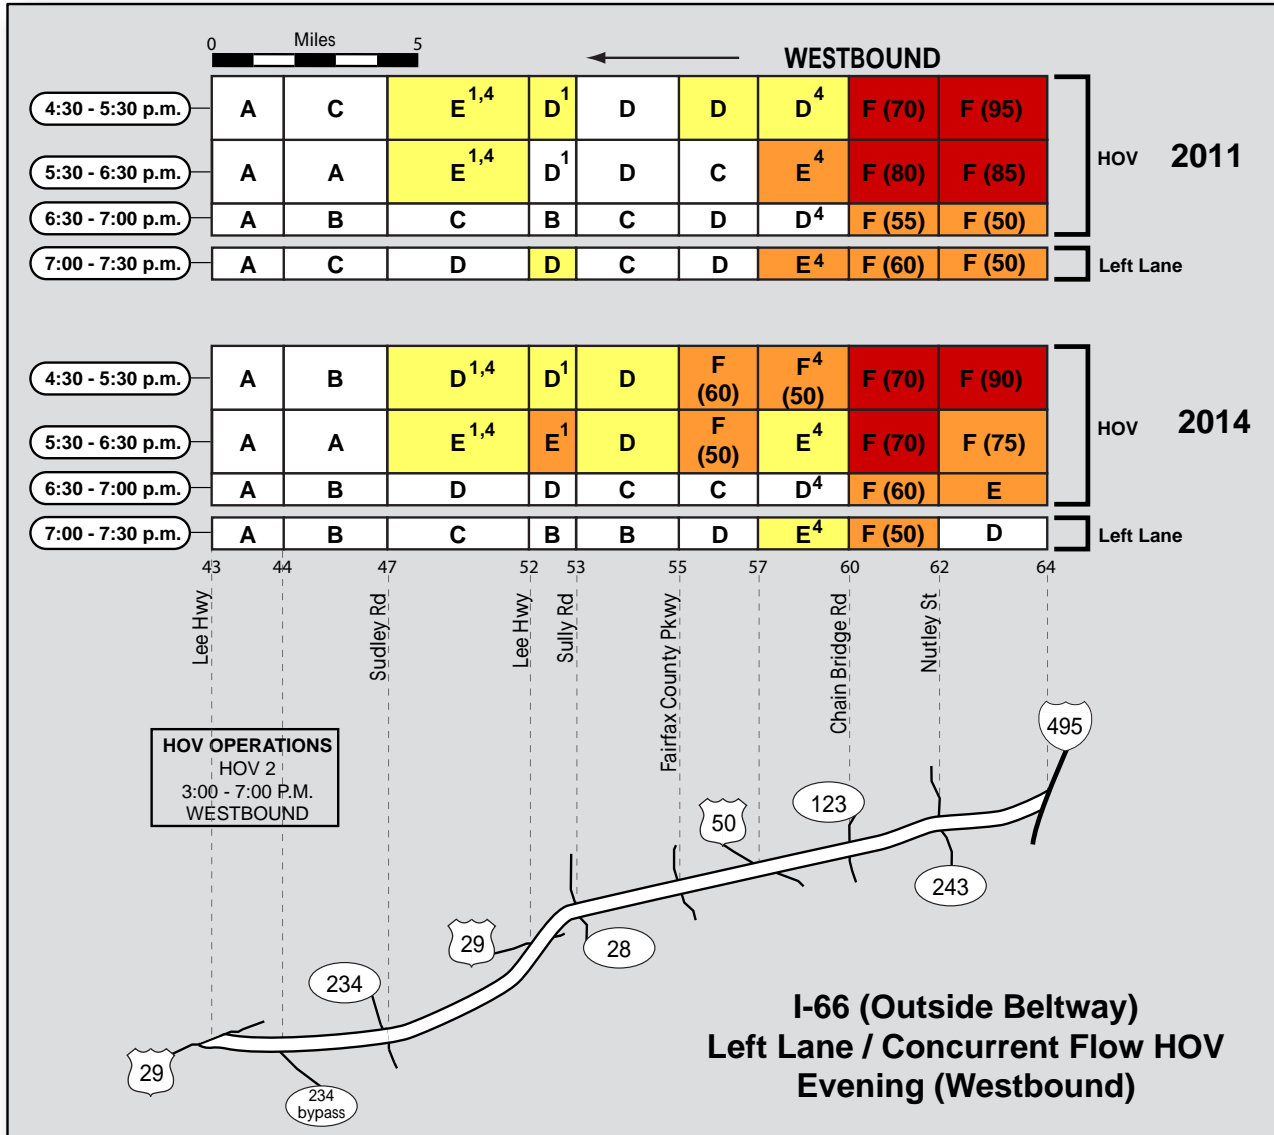 0 Miles 5
WESTBOUND
4:30 - 5:30 p.m. A C E1,4 D1 D D D4 F (70) F (95)
5:30 - 6:30 p.m. A A E1,4 D1 D C E4 F (80) F (85)
6:30 - 7:00 p.m. A B C B C D D4 F (55) F (50)
HOV 2011
7:00 - 7:30 p.m. A C D D C D E4 F (60) F (50) Left Lane
4:30 - 5:30 p.m. A B D1,4 D1 D F (60) F4 (50) F (70) F (90)
5:30 - 6:30 p.m. A A E1,4 E1 D F (50) E4 F (70) F (75)
6:30 - 7:00 p.m. A B D D C C D4 F (60) E
HOV 2014
7:00 - 7:30 p.m. A B C B B D E4 F (50) D Left Lane
43 44 47 52 53 55 57 60 62 64
Lee Hwy
Sudley Rd
Lee Hwy
Sully Rd
Fairfax County Pkwy
Chain Bridge Rd
Nutley St
HOV OPERATIONS
HOV 2
3:00 - 7:00 P.M.
WESTBOUND
495
123
50
243
29
28
234
29
234
bypass
I-66 (Outside Beltway)
Left Lane / Concurrent Flow HOV
Evening (Westbound)